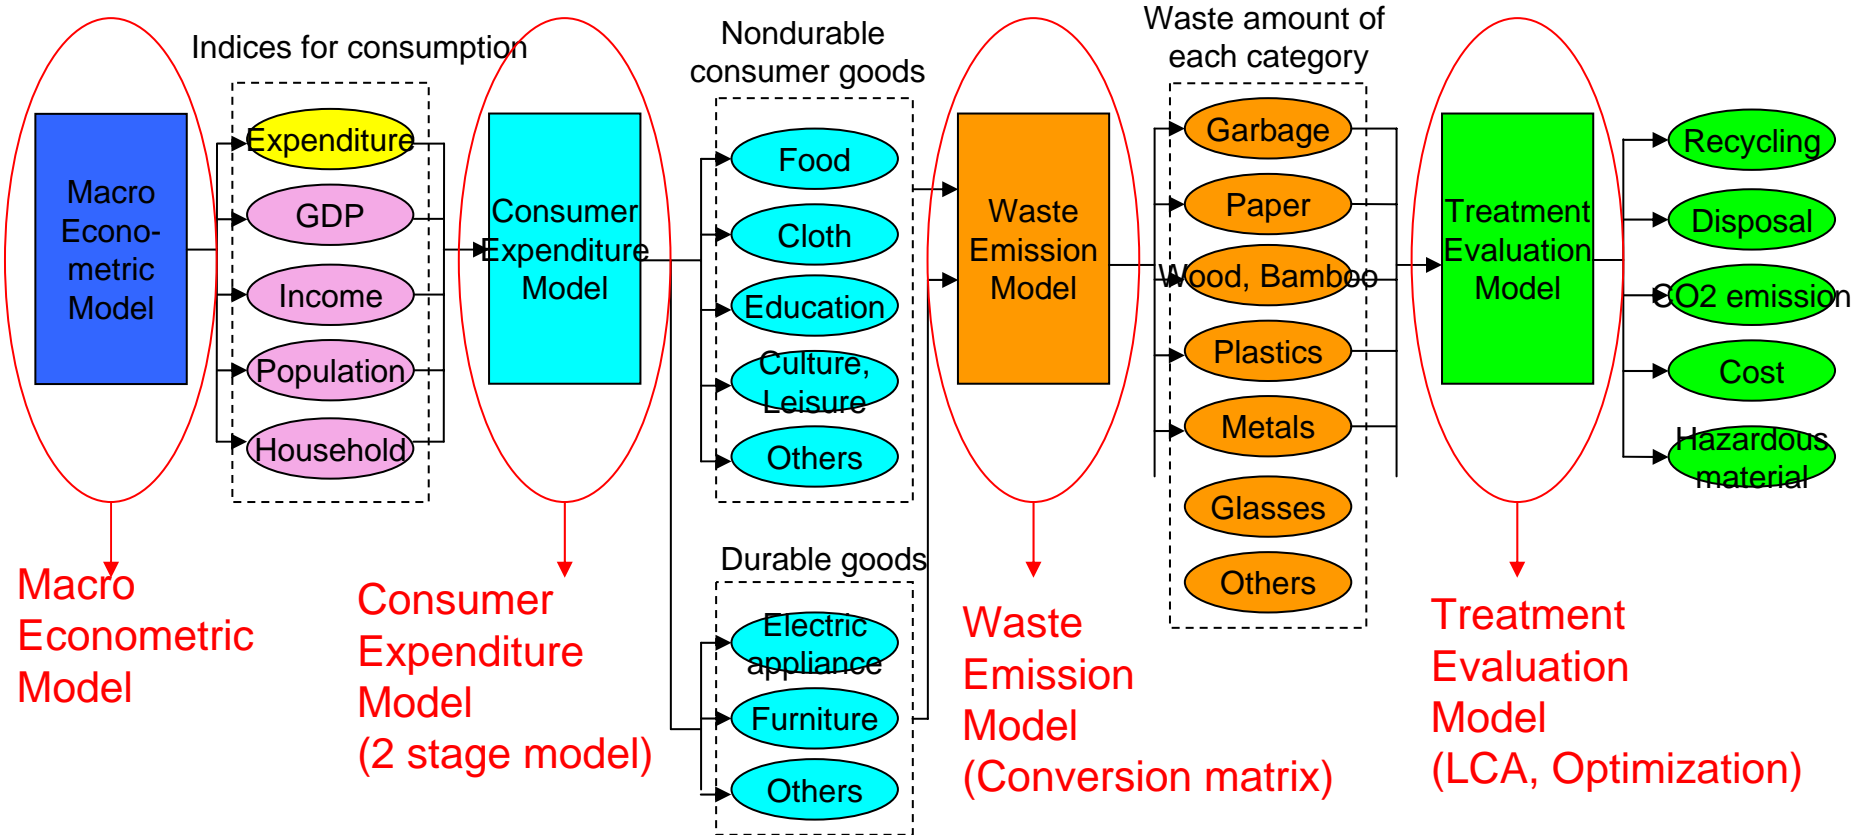 Indices for consumption
Macro
Econo-
metric
Model
Expenditure
GDP
Income
Population
Household
Consumer
Expenditure
Model
Nondurable
consumer goods
Food
Cloth
Education
Culture,
Leisure
Others
Durable goods
Electric
appliance
Furniture
Others
Waste
Emission
Model
Waste amount of
each category
Garbage
Paper
Wood, Bamboo
Plastics
Metals
Glasses
Others
Treatment
Evaluation
Model
Recycling
Disposal
CO2 emission
Cost
Hazardous
material
Macro
Econometric
Model
Consumer
Expenditure
Model
(2 stage model)
Waste
Emission
Model
(Conversion matrix)
Treatment
Evaluation
Model
(LCA, Optimization)